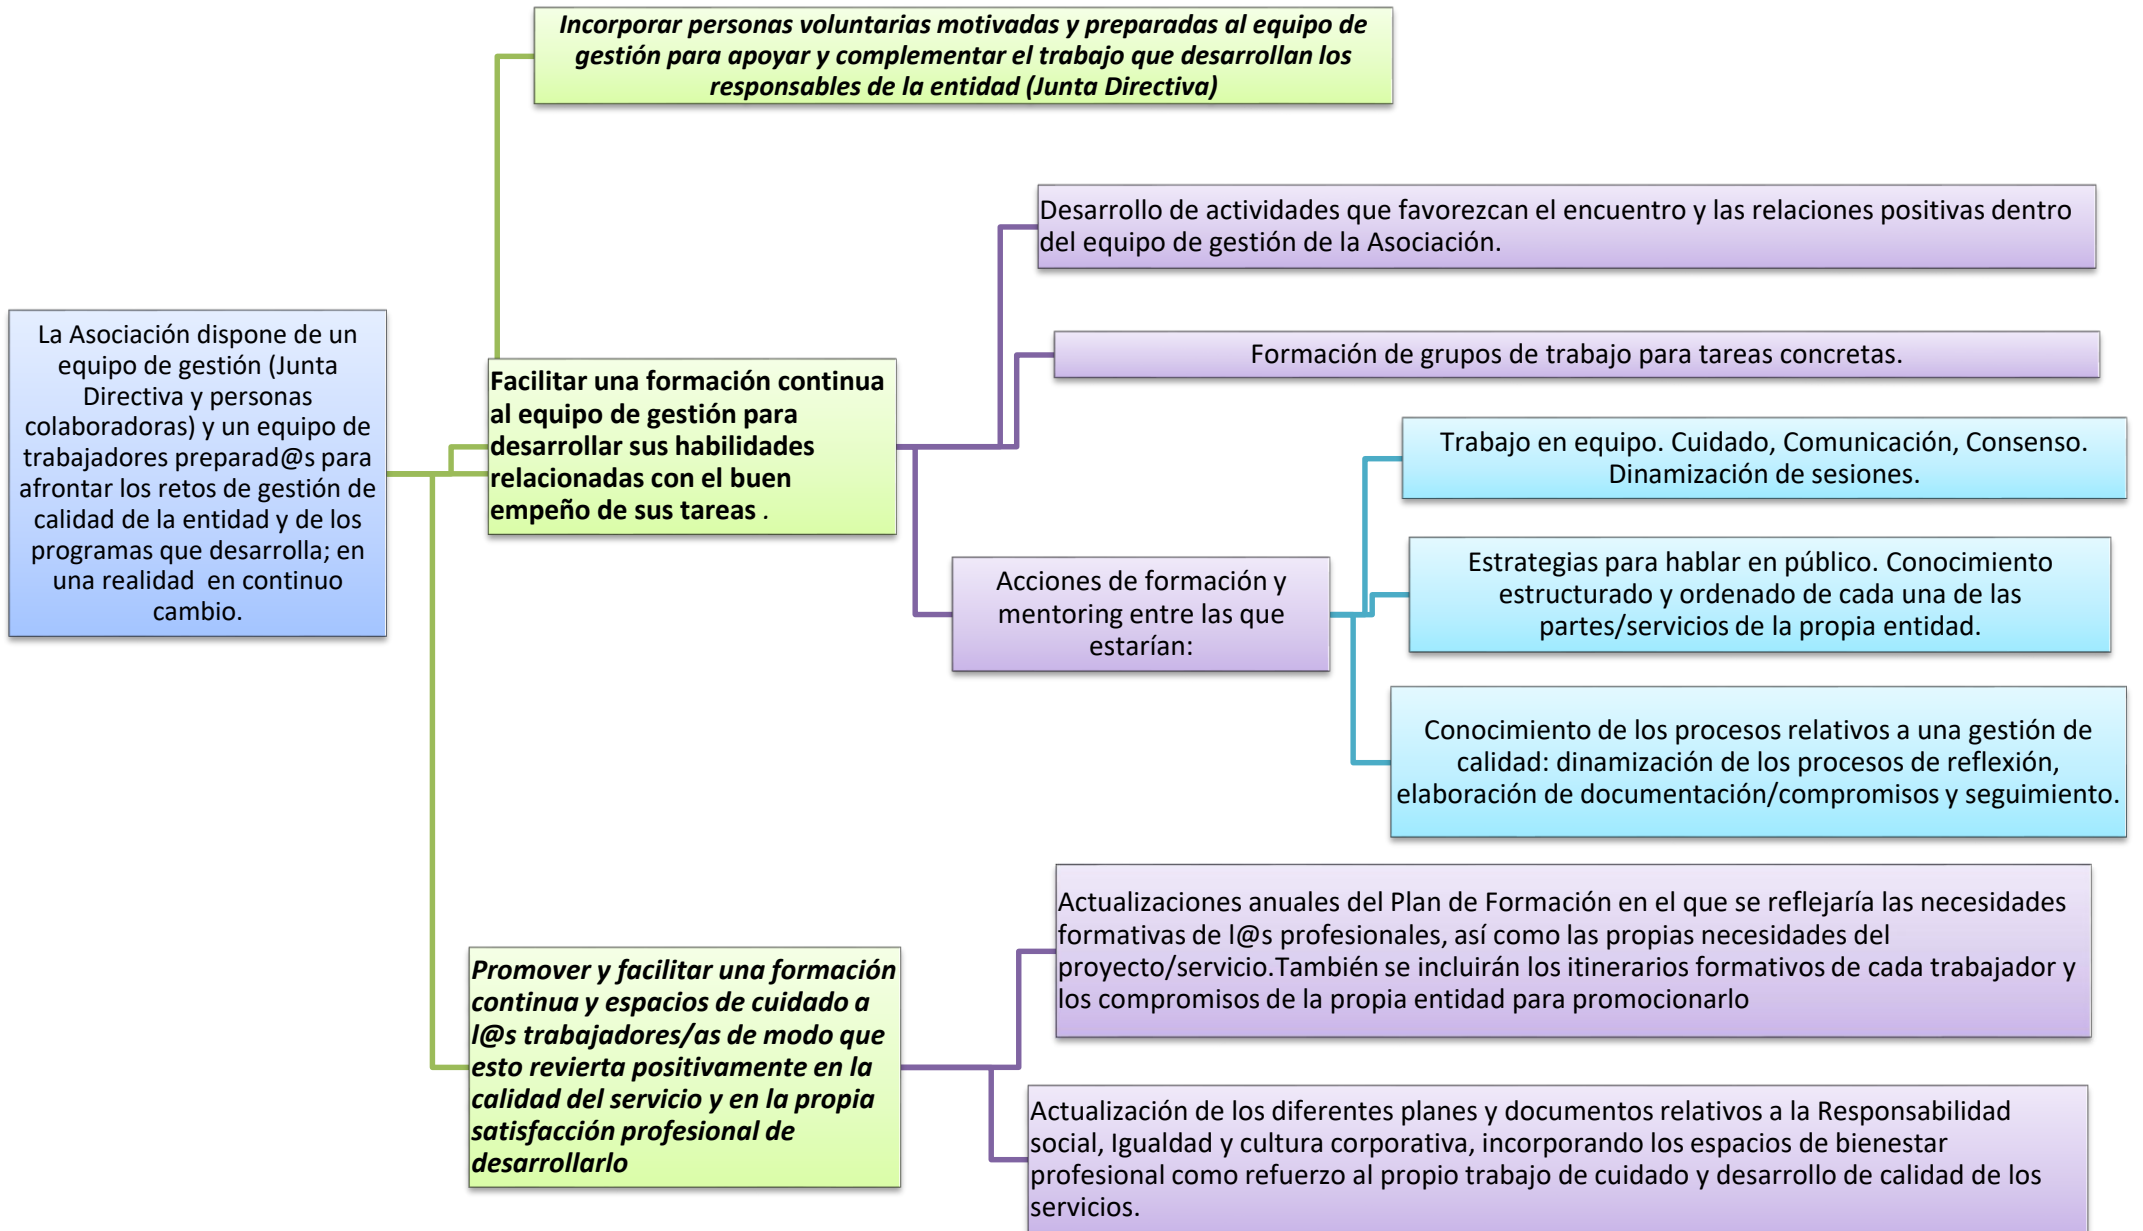 Incorporar personas voluntarias motivadas y preparadas al equipo de
gestión para apoyar y complementar el trabajo que desarrollan los
responsables de la entidad (Junta Directiva)
Desarrollo de actividades que favorezcan el encuentro y las relaciones positivas dentro
del equipo de gestión de la Asociación.
La Asociación dispone de un
equipo de gestión (Junta
Directiva y personas
colaboradoras) y un equipo de
trabajadores preparad@s para
afrontar los retos de gestión de
calidad de la entidad y de los
programas que desarrolla; en
una realidad en continuo
cambio.
Formación de grupos de trabajo para tareas concretas.
Facilitar una formación continua
al equipo de gestión para
desarrollar sus habilidades
relacionadas con el buen
empeño de sus tareas .
Trabajo en equipo. Cuidado, Comunicación, Consenso.
Dinamización de sesiones.
Estrategias para hablar en público. Conocimiento
estructurado y ordenado de cada una de las
partes/servicios de la propia entidad.
Acciones de formación y
mentoring entre las que
estarían:
Conocimiento de los procesos relativos a una gestión de
calidad: dinamización de los procesos de reflexión,
elaboración de documentación/compromisos y seguimiento.
Actualizaciones anuales del Plan de Formación en el que se reflejaría las necesidades
formativas de l@s profesionales, así como las propias necesidades del
proyecto/servicio.También se incluirán los itinerarios formativos de cada trabajador y
los compromisos de la propia entidad para promocionarlo
Promover y facilitar una formación
continua y espacios de cuidado a
l@s trabajadores/as de modo que
esto revierta positivamente en la
calidad del servicio y en la propia
satisfacción profesional de
desarrollarlo
Actualización de los diferentes planes y documentos relativos a la Responsabilidad
social, Igualdad y cultura corporativa, incorporando los espacios de bienestar
profesional como refuerzo al propio trabajo de cuidado y desarrollo de calidad de los
servicios.